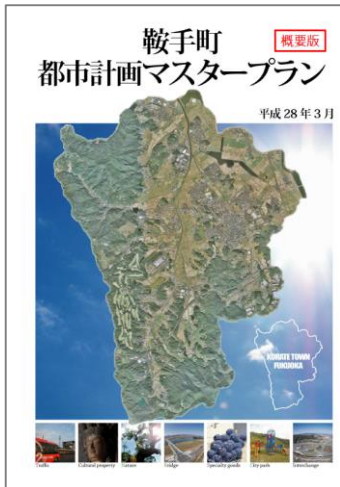 鞍手町
概要版
都市計画マスタープラン
平成28年3月
KURATE TOWN
FUKUOKA
Traffic
Cultural property
Nature
Bridge
Specialty goods
City park
Interchange